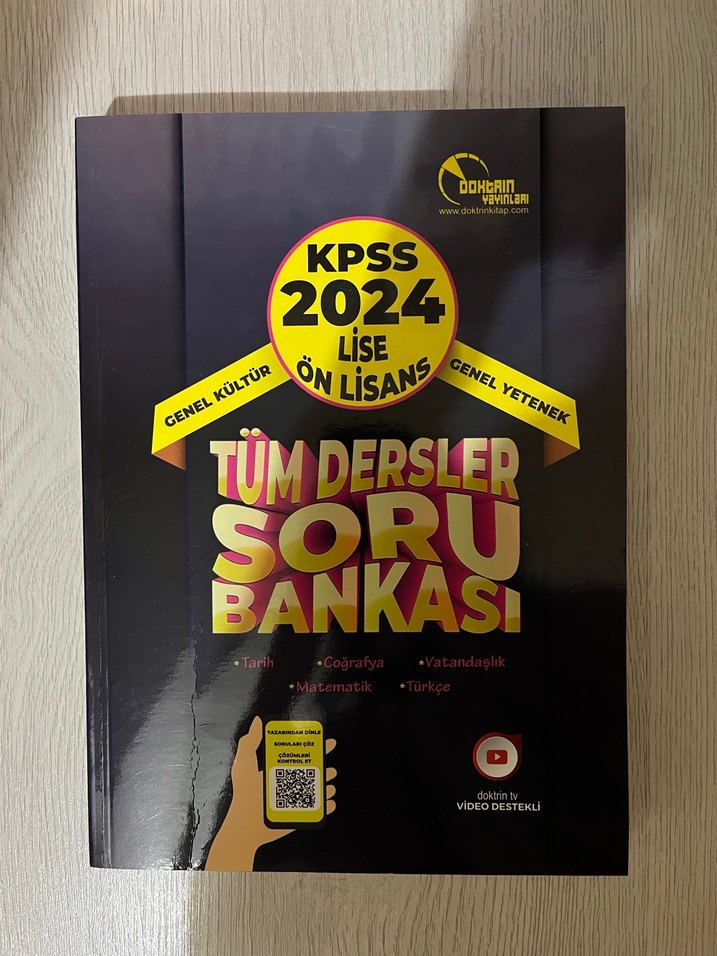 DOKTRIN
YAYINLARI
www.doktrinkitap.com
KPSS
2024
LİSE
ÖN LİSANS
GENEL KÜLTÜR
GENEL YETENEK
TÜM DERSLER
SORU
BANKASI
* Tarih * Coğrafya * Vatandaşlık
* Matematik * Türkçe
YAZARINDAN DİNLE
SORULARI ÇÖZ
ÇÖZÜMLERİ
KONTROL ET
doktrin tv
VİDEO DESTEKLİ